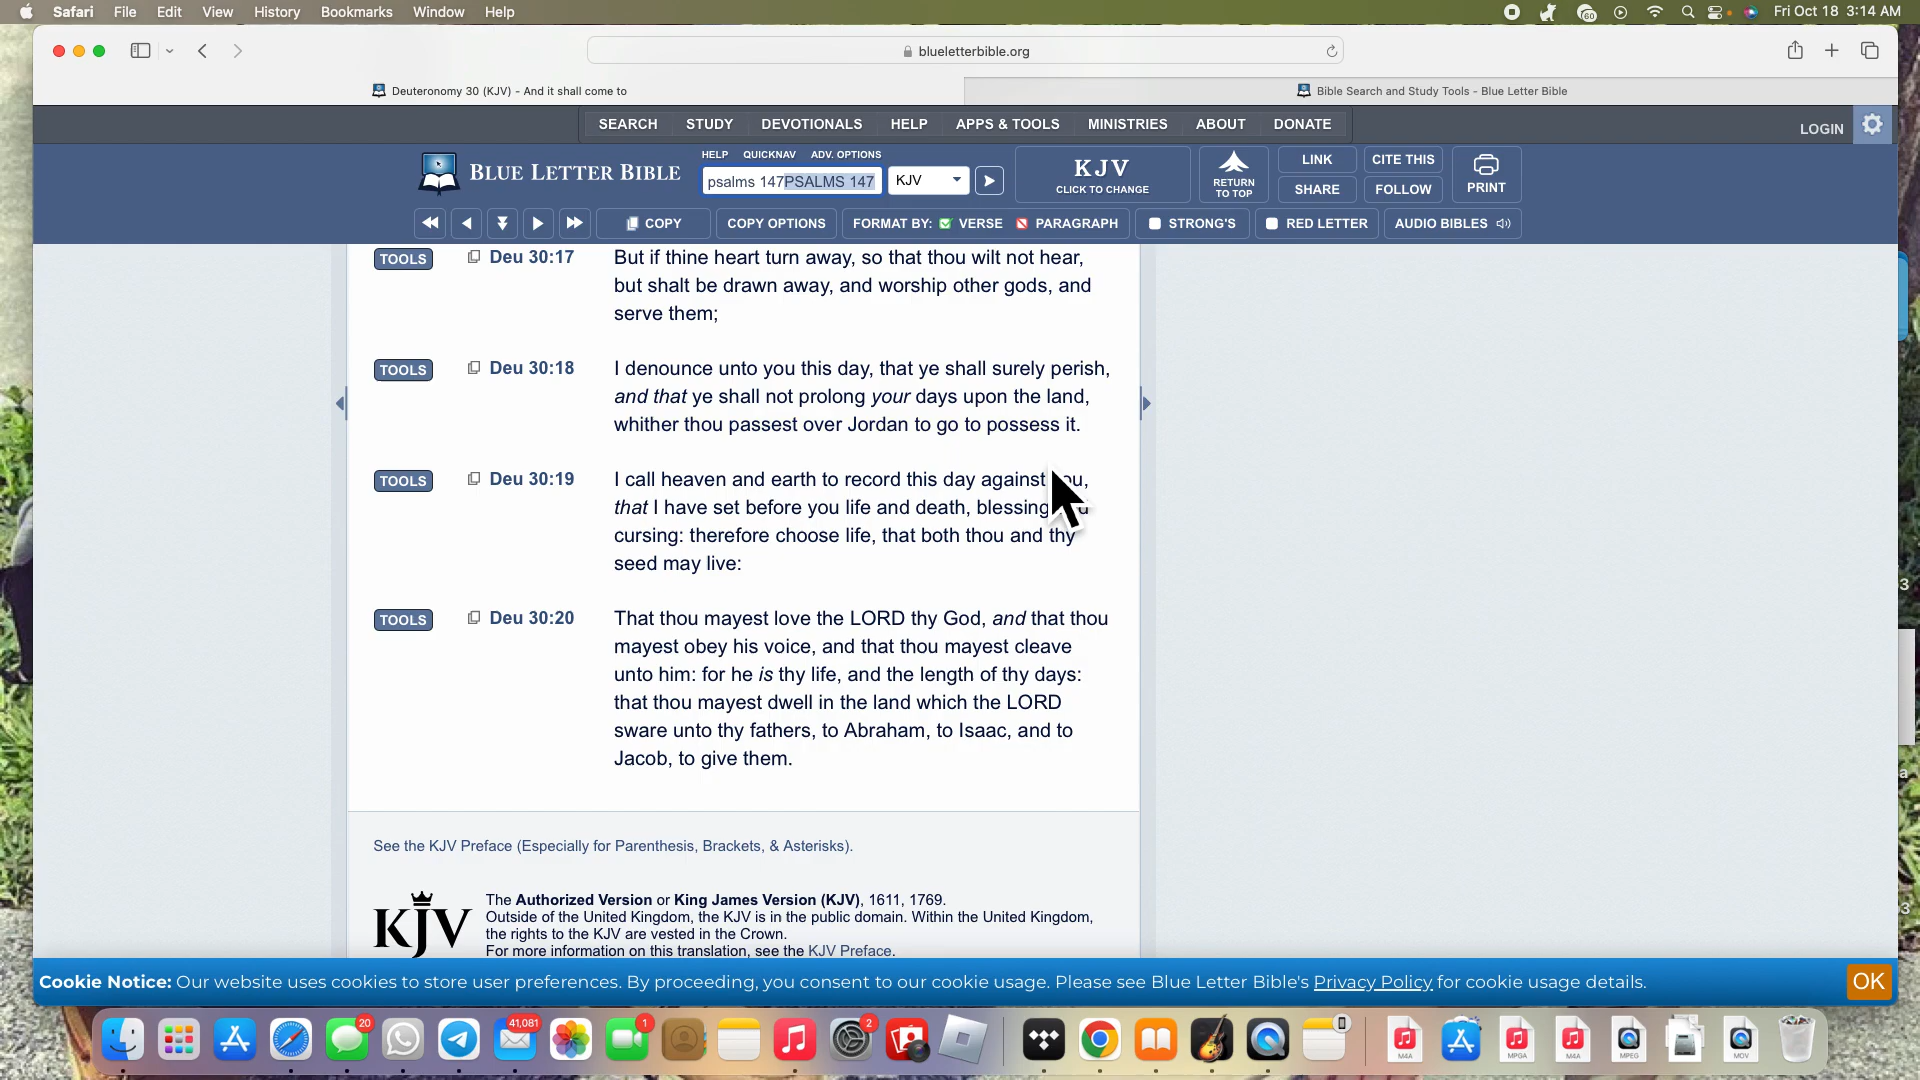 Safari File Edit View History Bookmarks Window Help
60
Fri Oct 18 3:14 AM
blueletterbible.org
Deuteronomy 30 (KJV) - And it shall come to
Bible Search and Study Tools - Blue Letter Bible
SEARCH STUDY DEVOTIONALS HELP APPS & TOOLS MINISTRIES ABOUT DONATE
LOGIN
BLUE LETTER BIBLE
HELP QUICKNAV ADV. OPTIONS
psalms 147PSALMS 147
KJV
KJV
CLICK TO CHANGE
RETURN
TO TOP
LINK
CITE THIS
SHARE
FOLLOW
PRINT
COPY
COPY OPTIONS
FORMAT BY: VERSE PARAGRAPH
STRONG'S
RED LETTER
AUDIO BIBLES
TOOLS
Deu 30:17
But if thine heart turn away, so that thou wilt not hear,
but shalt be drawn away, and worship other gods, and
serve them;
TOOLS
Deu 30:18
I denounce unto you this day, that ye shall surely perish,
and that ye shall not prolong your days upon the land,
whither thou passest over Jordan to go to possess it.
TOOLS
Deu 30:19
I call heaven and earth to record this day against
that I have set before you life and death, blessing
cursing: therefore choose life, that both thou and thy
seed may live:
TOOLS
Deu 30:20
That thou mayest love the LORD thy God, and that thou
mayest obey his voice, and that thou mayest cleave
unto him: for he is thy life, and the length of thy days:
that thou mayest dwell in the land which the LORD
sware unto thy fathers, to Abraham, to Isaac, and to
Jacob, to give them.
See the KJV Preface (Especially for Parenthesis, Brackets, & Asterisks).
KJV
The Authorized Version or King James Version (KJV), 1611, 1769.
Outside of the United Kingdom, the KJV is in the public domain. Within the United Kingdom,
the rights to the KJV are vested in the Crown.
For more information on this translation, see the KJV Preface.
Cookie Notice: Our website uses cookies to store user preferences. By proceeding, you consent to our cookie usage. Please see Blue Letter Bible's Privacy Policy for cookie usage details.
OK
20
41,081
1
2
M4A
MPGA
M4A
MPEG
MOV
3
a
3